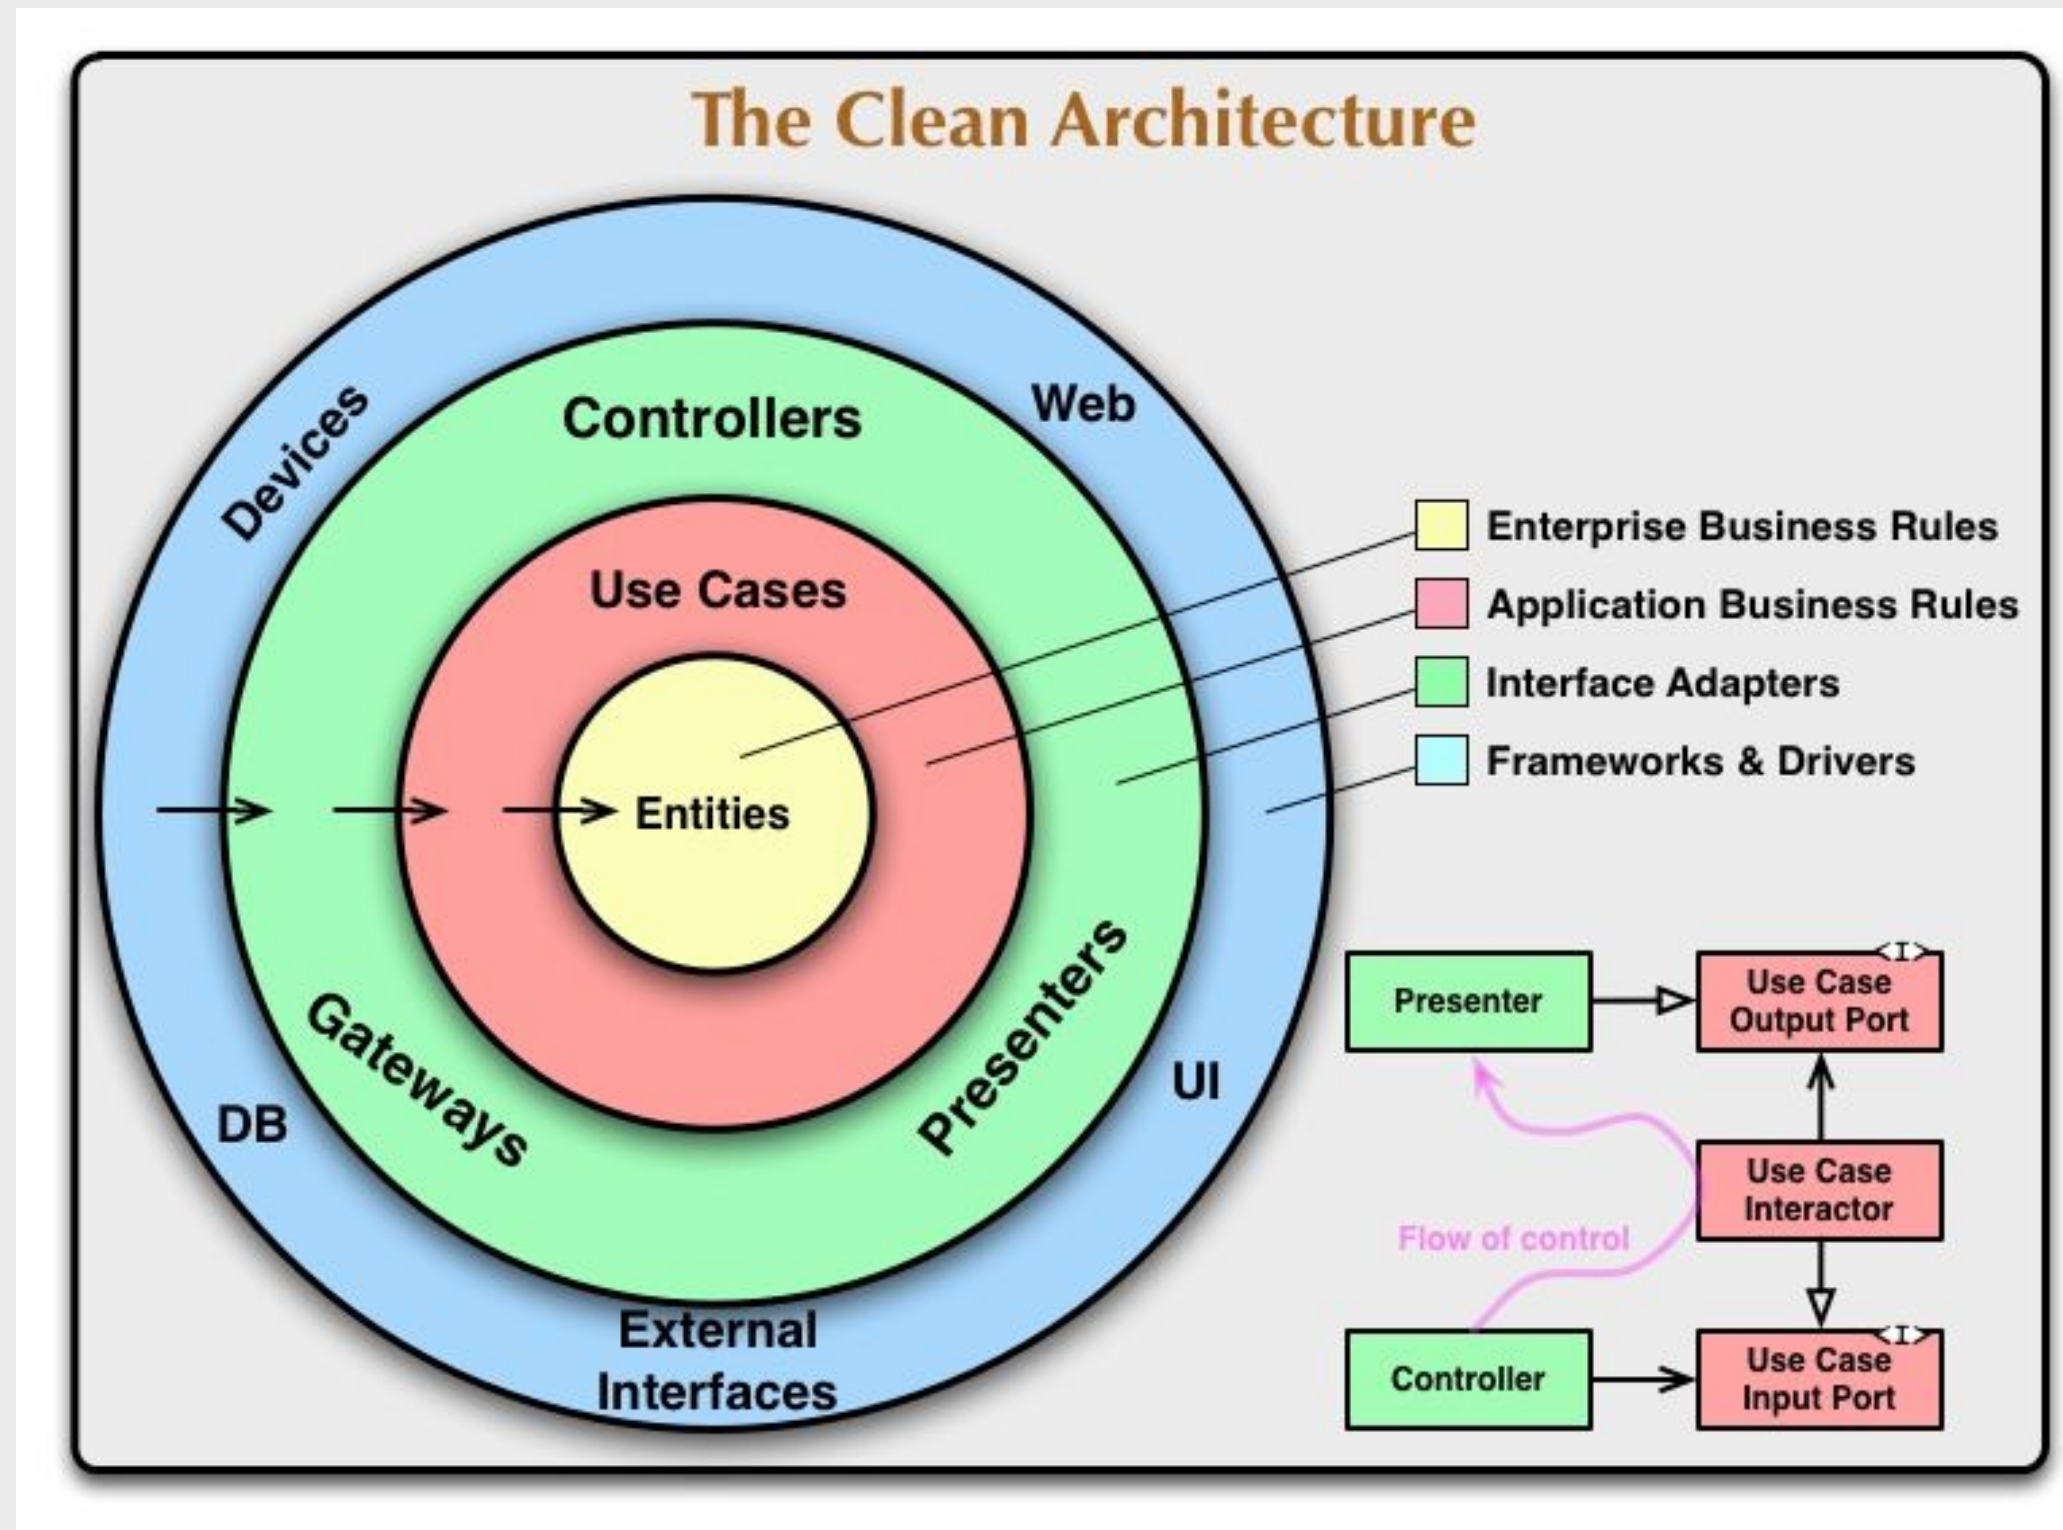 The Clean Architecture
Devices
Web
Controllers
Use Cases
Entities
Gateways
Presenters
DB
UI
External
Interfaces
Enterprise Business Rules
Application Business Rules
Interface Adapters
Frameworks & Drivers
Presenter
<I>
Use Case
Output Port
Use Case
Interactor
Flow of control
Controller
<I>
Use Case
Input Port